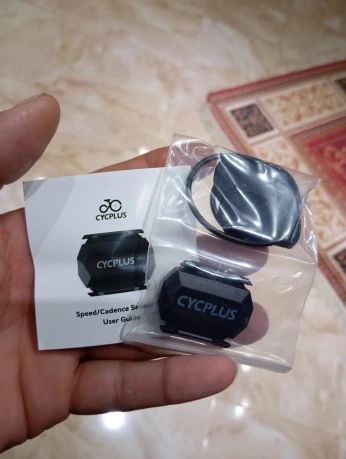 CYCPLUS
CYCPLUS
Speed/Cadence Sensor
User Guide
CYCPLUS